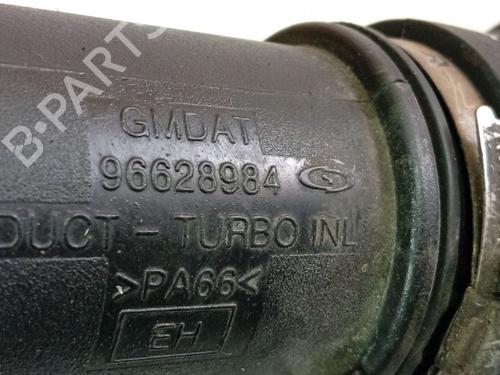 B-PARTS
GMDAT
96628984
DUCT - TURBO INL
>PA66<
EH